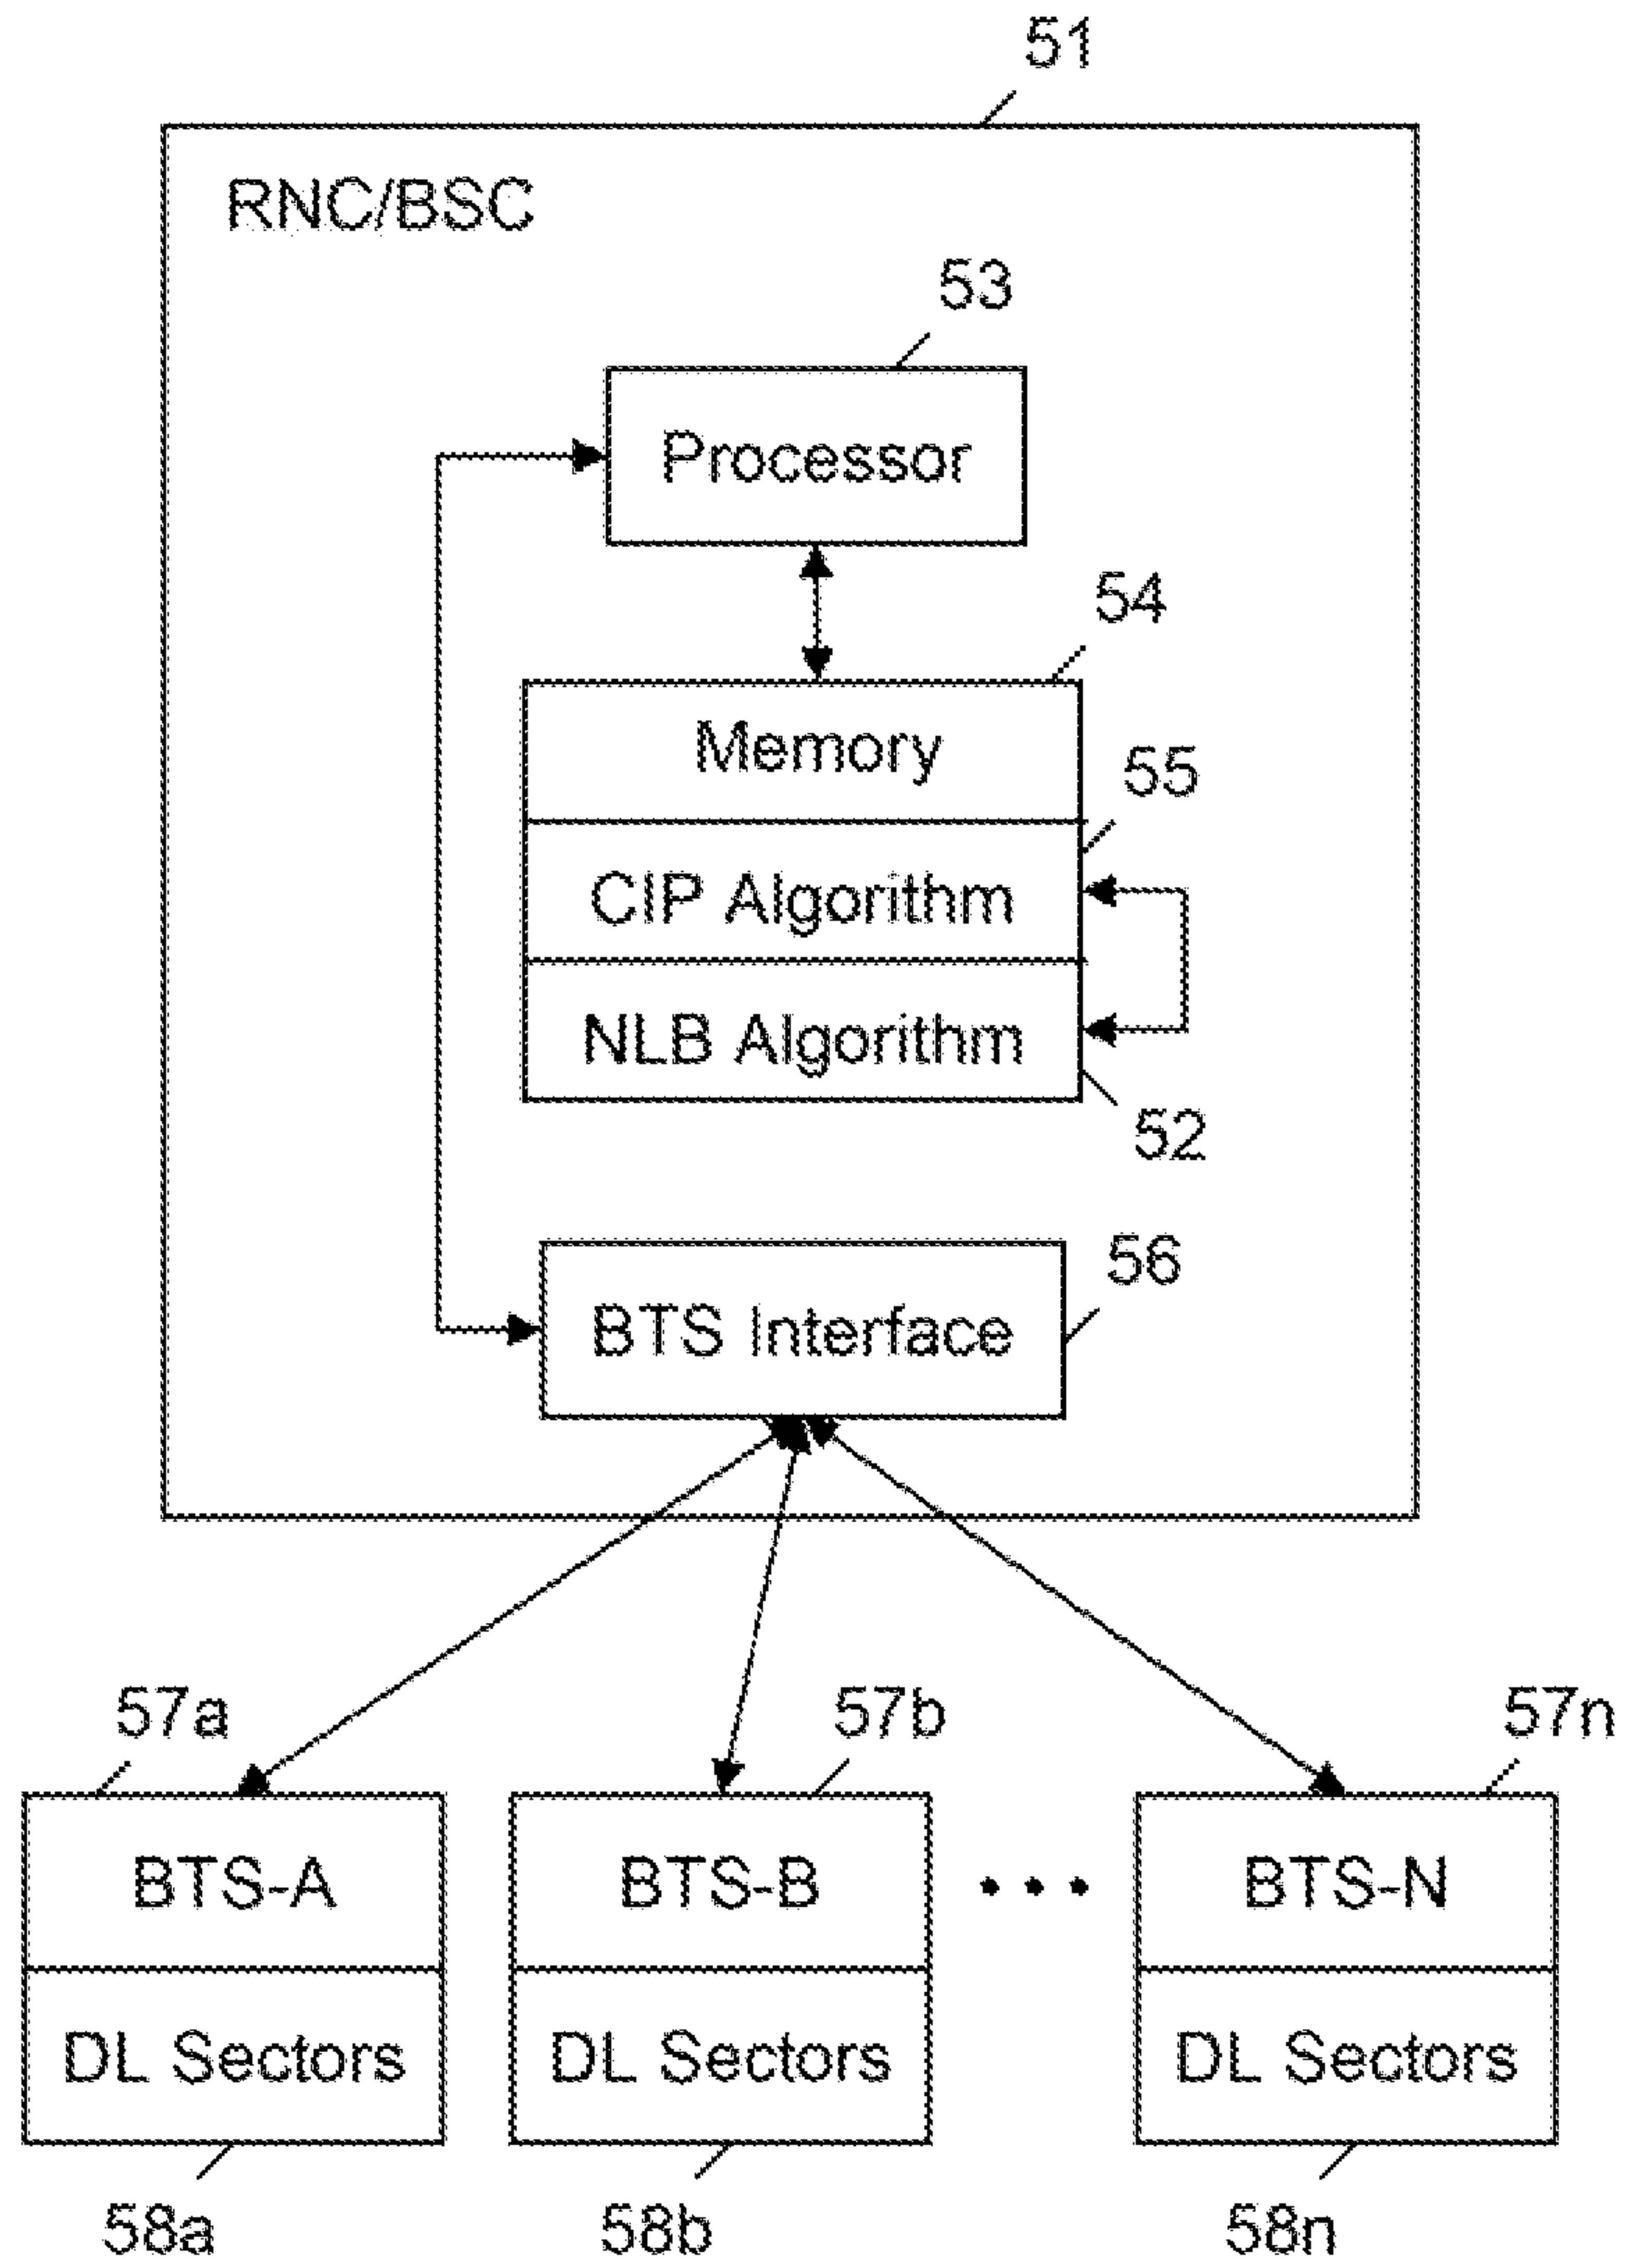 51
RNC/BSC
53
Processor
54
Memory
55
CIP Algorithm
NLB Algorithm
52
56
BTS Interface
57a
57b
57n
BTS-A
BTS-B
BTS-N
DL Sectors
DL Sectors
DL Sectors
58a
58b
58n